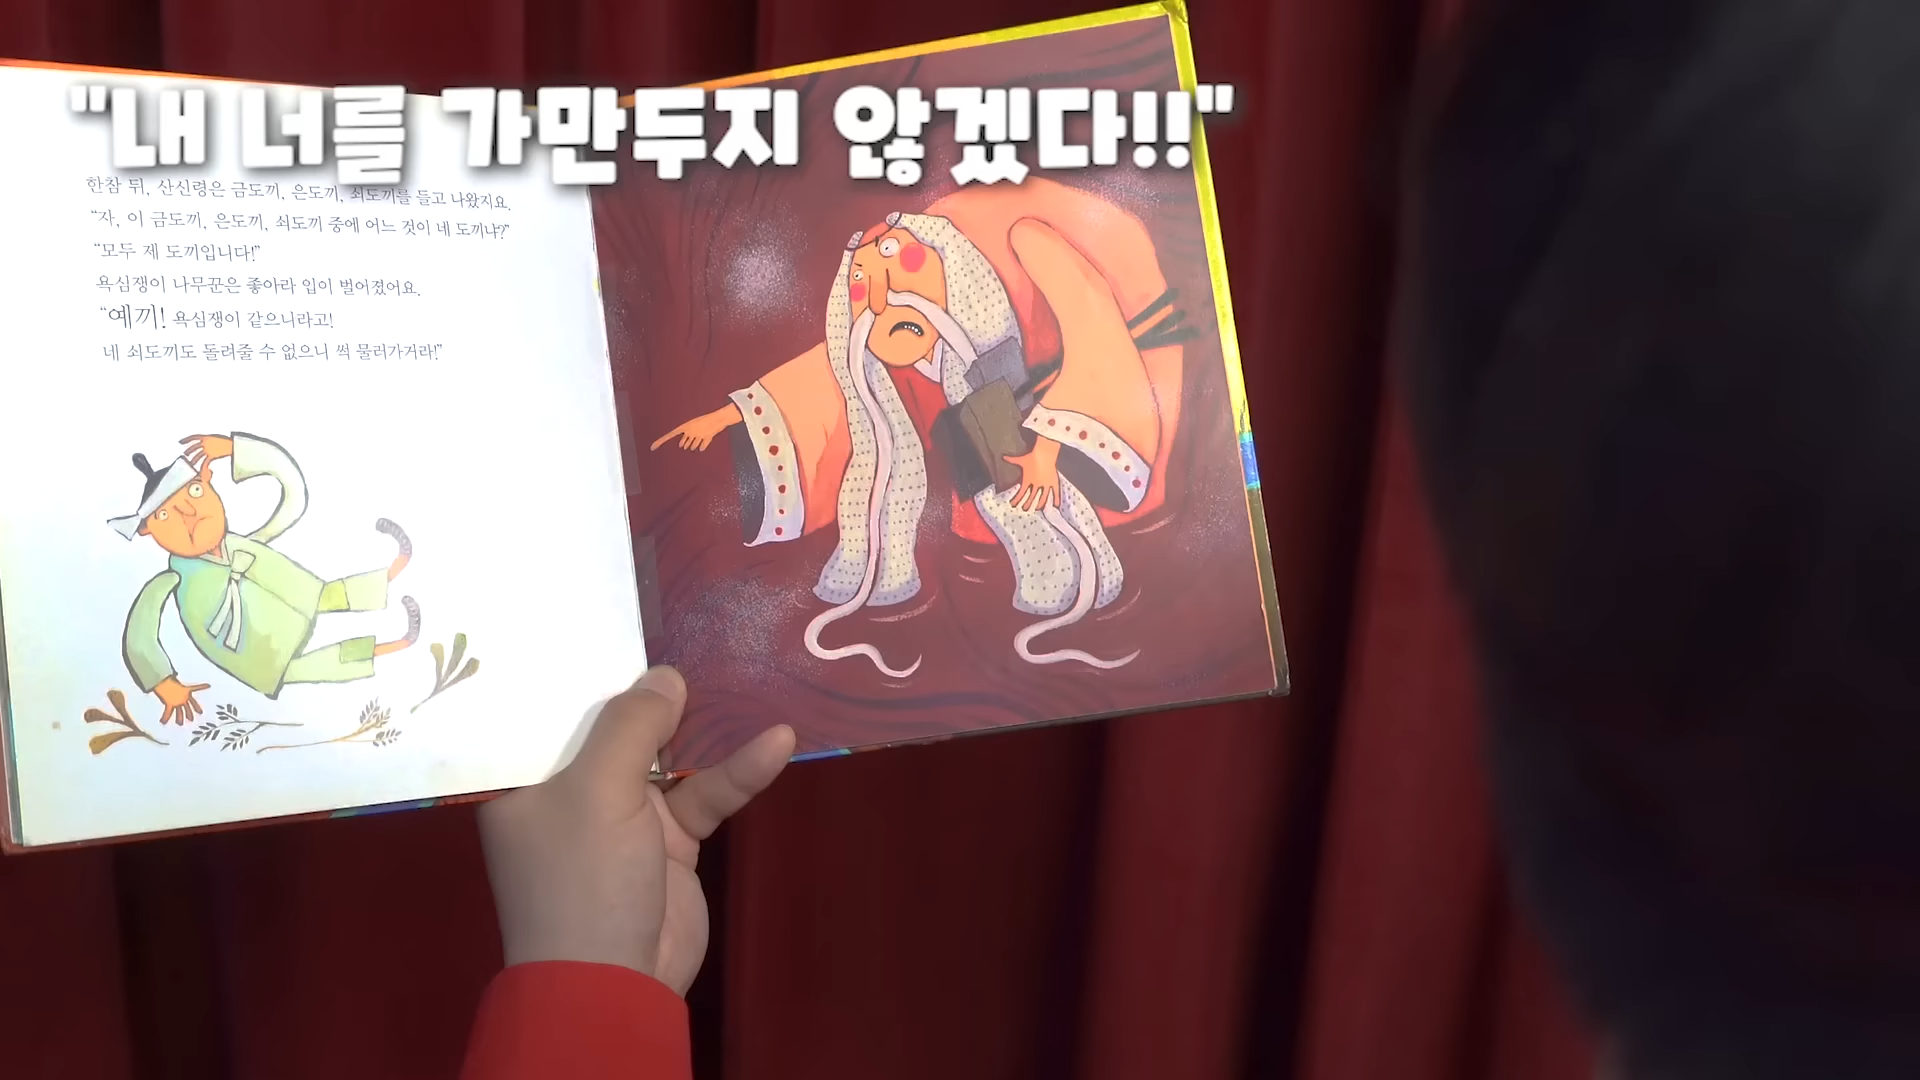 "내 너를 가만두지 않겠다!!"
한참 뒤, 산신령은 금도끼, 은도끼, 쇠도끼를 들고 나왔지요.
“자, 이 금도끼, 은도끼, 쇠도끼 중에 어느 것이 네 도끼냐?”
“모두 제 도끼입니다!”
욕심쟁이 나무꾼은 좋아라 입이 벌어졌어요.
“예끼! 욕심쟁이 같으니라고!
네 쇠도끼도 돌려줄 수 없으니 썩 물러가거라!”